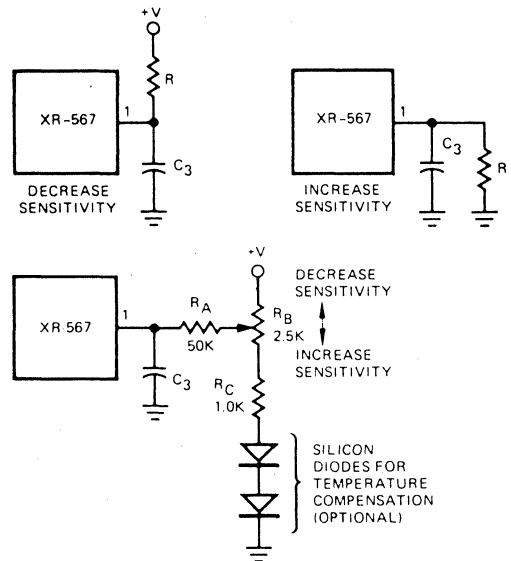 +V
R
XR-567
1
C3
DECREASE
SENSITIVITY
XR-567
1
C3
R
INCREASE
SENSITIVITY
+V
DECREASE
SENSITIVITY
INCREASE
SENSITIVITY
XR 567
1
RA
50K
RB
2.5K
C3
RC
1.0K
SILICON
DIODES FOR
TEMPERATURE
COMPENSATION
(OPTIONAL)